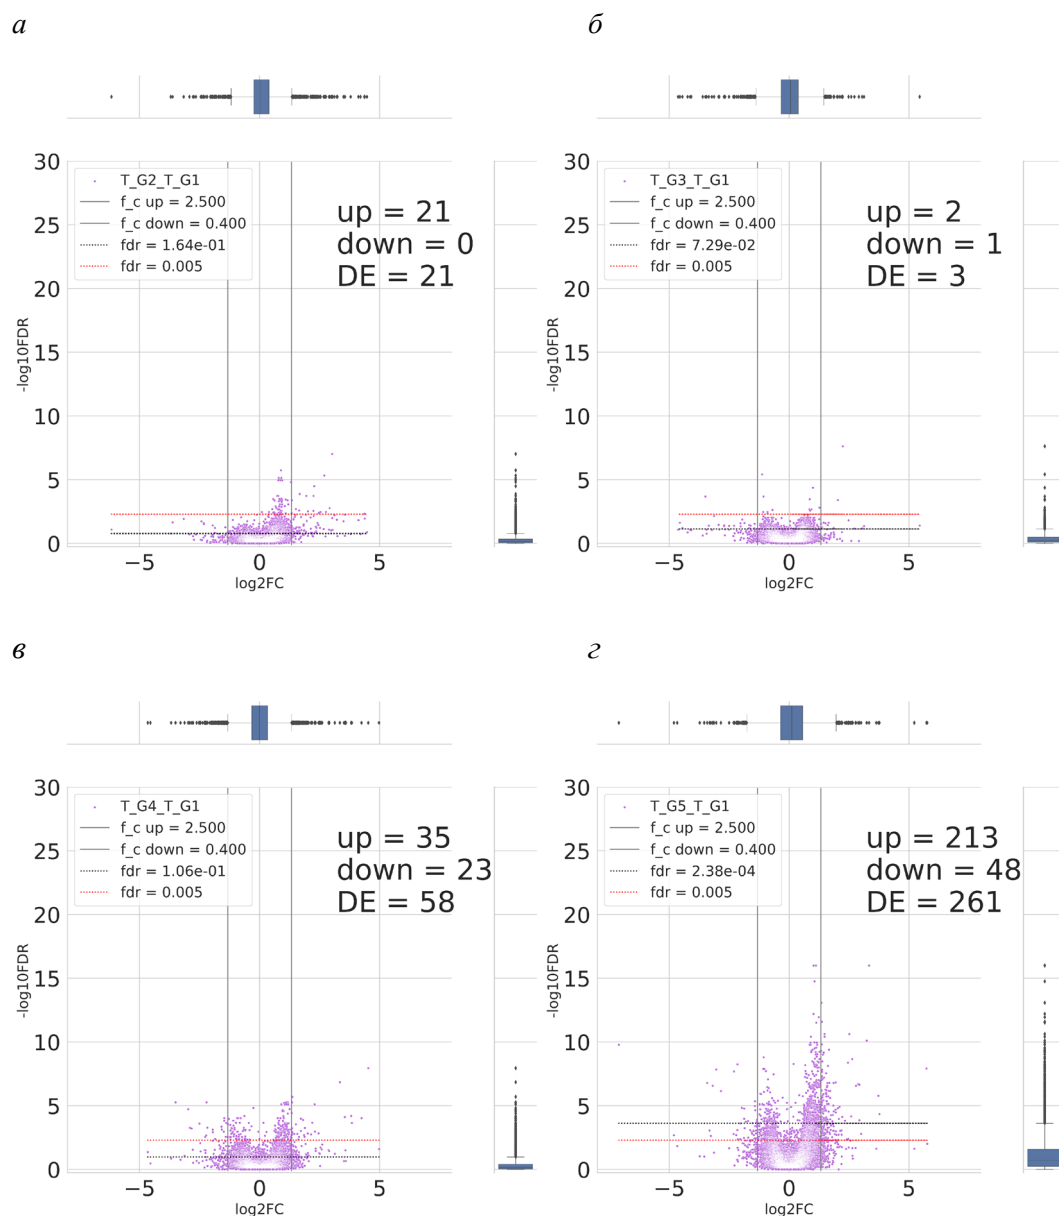 а
T_G2_T_G1
f_c up = 2.500
f_c down = 0.400
fdr = 1.64e-01
fdr = 0.005
up = 21
down = 0
DE = 21
30
25
20
15
10
5
0
-log10FDR
−5 0 5
log2FC
б
T_G3_T_G1
f_c up = 2.500
f_c down = 0.400
fdr = 7.29e-02
fdr = 0.005
up = 2
down = 1
DE = 3
30
25
20
15
10
5
0
-log10FDR
−5 0 5
log2FC
в
T_G4_T_G1
f_c up = 2.500
f_c down = 0.400
fdr = 1.06e-01
fdr = 0.005
up = 35
down = 23
DE = 58
30
25
20
15
10
5
0
-log10FDR
−5 0 5
log2FC
г
T_G5_T_G1
f_c up = 2.500
f_c down = 0.400
fdr = 2.38e-04
fdr = 0.005
up = 213
down = 48
DE = 261
30
25
20
15
10
5
0
-log10FDR
−5 0 5
log2FC